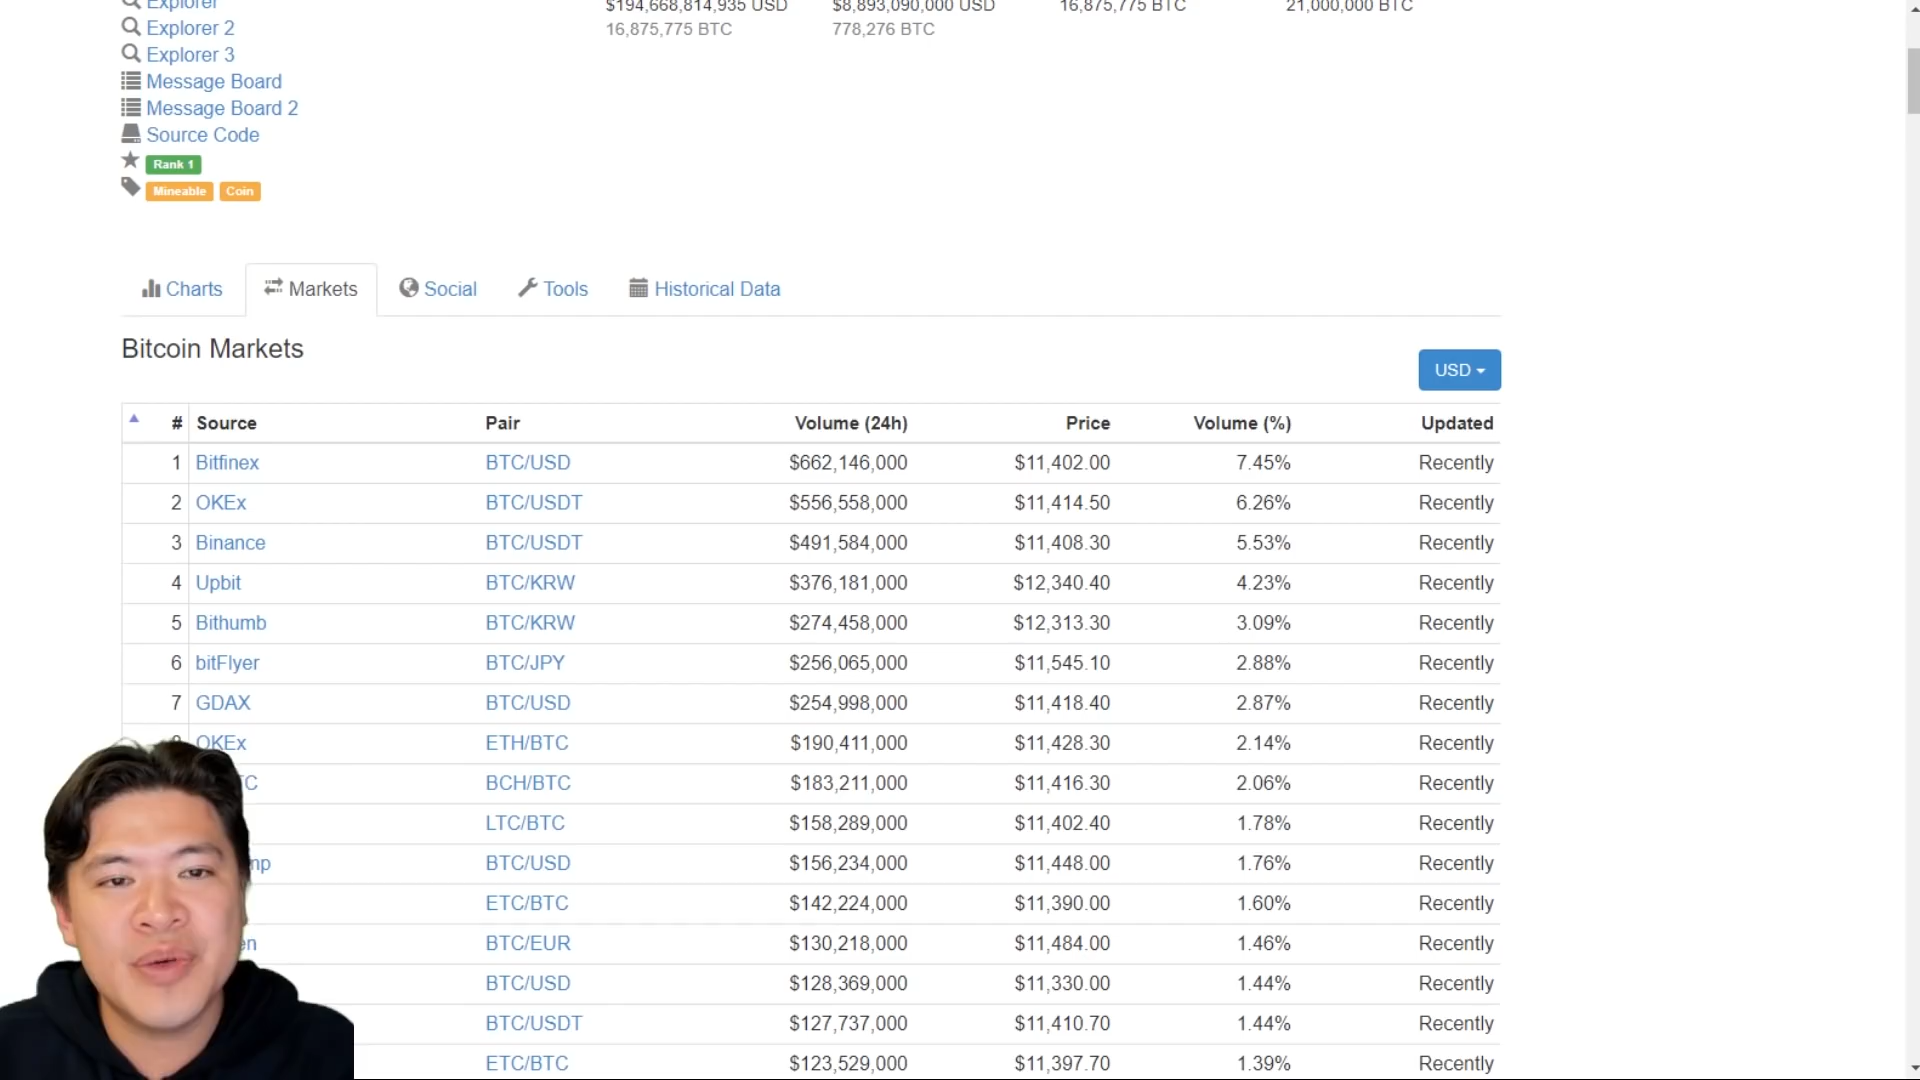 Explorer
$194,668,814,935 USD $8,893,090,000 USD 16,875,775 BTC 21,000,000 BTC
Explorer 2
16,875,775 BTC 778,276 BTC
Explorer 3
Message Board
Message Board 2
Source Code
Rank 1
Mineable Coin
Charts Markets Social Tools Historical Data
Bitcoin Markets
USD
# Source Pair Volume (24h) Price Volume (%) Updated
1 Bitfinex BTC/USD $662,146,000 $11,402.00 7.45% Recently
2 OKEx BTC/USDT $556,558,000 $11,414.50 6.26% Recently
3 Binance BTC/USDT $491,584,000 $11,408.30 5.53% Recently
4 Upbit BTC/KRW $376,181,000 $12,340.40 4.23% Recently
5 Bithumb BTC/KRW $274,458,000 $12,313.30 3.09% Recently
6 bitFlyer BTC/JPY $256,065,000 $11,545.10 2.88% Recently
7 GDAX BTC/USD $254,998,000 $11,418.40 2.87% Recently
OKEx ETH/BTC $190,411,000 $11,428.30 2.14% Recently
BCH/BTC $183,211,000 $11,416.30 2.06% Recently
LTC/BTC $158,289,000 $11,402.40 1.78% Recently
BTC/USD $156,234,000 $11,448.00 1.76% Recently
ETC/BTC $142,224,000 $11,390.00 1.60% Recently
BTC/EUR $130,218,000 $11,484.00 1.46% Recently
BTC/USD $128,369,000 $11,330.00 1.44% Recently
BTC/USDT $127,737,000 $11,410.70 1.44% Recently
ETC/BTC $123,529,000 $11,397.70 1.39% Recently